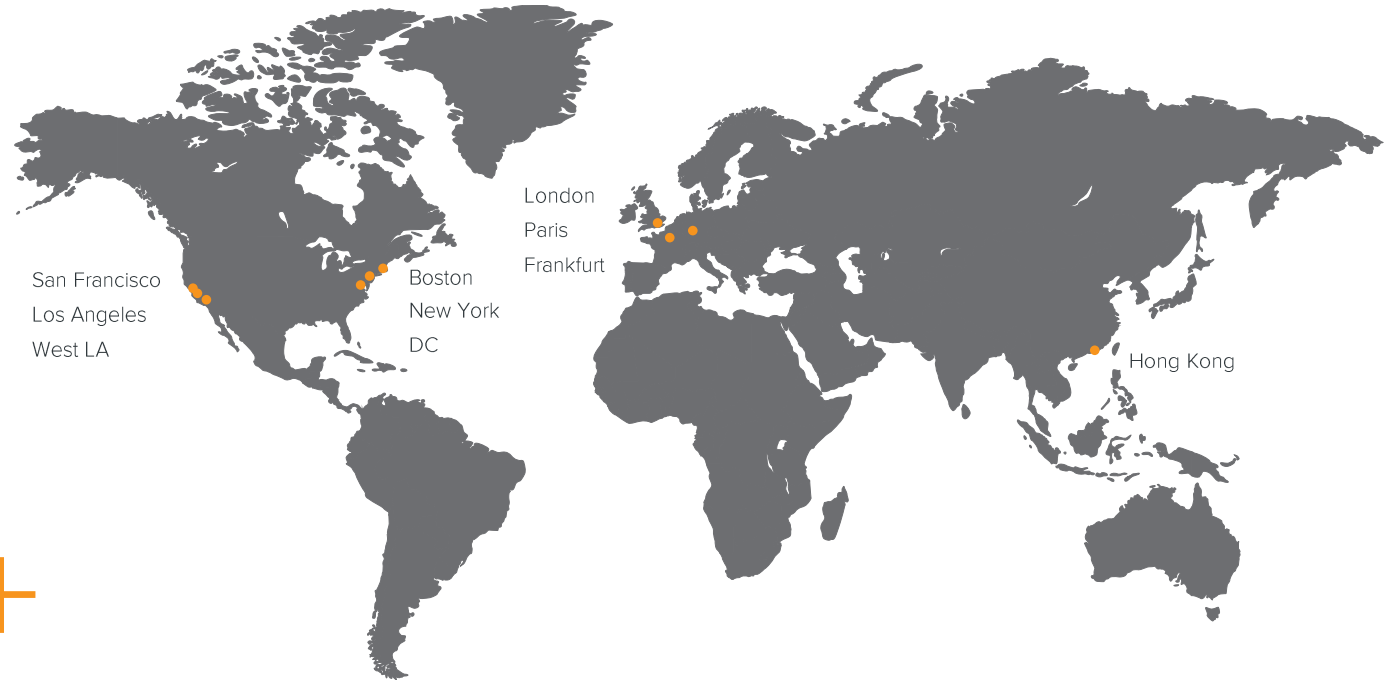 London
Paris
Frankfurt
San Francisco
Los Angeles
West LA
Boston
New York
DC
Hong Kong